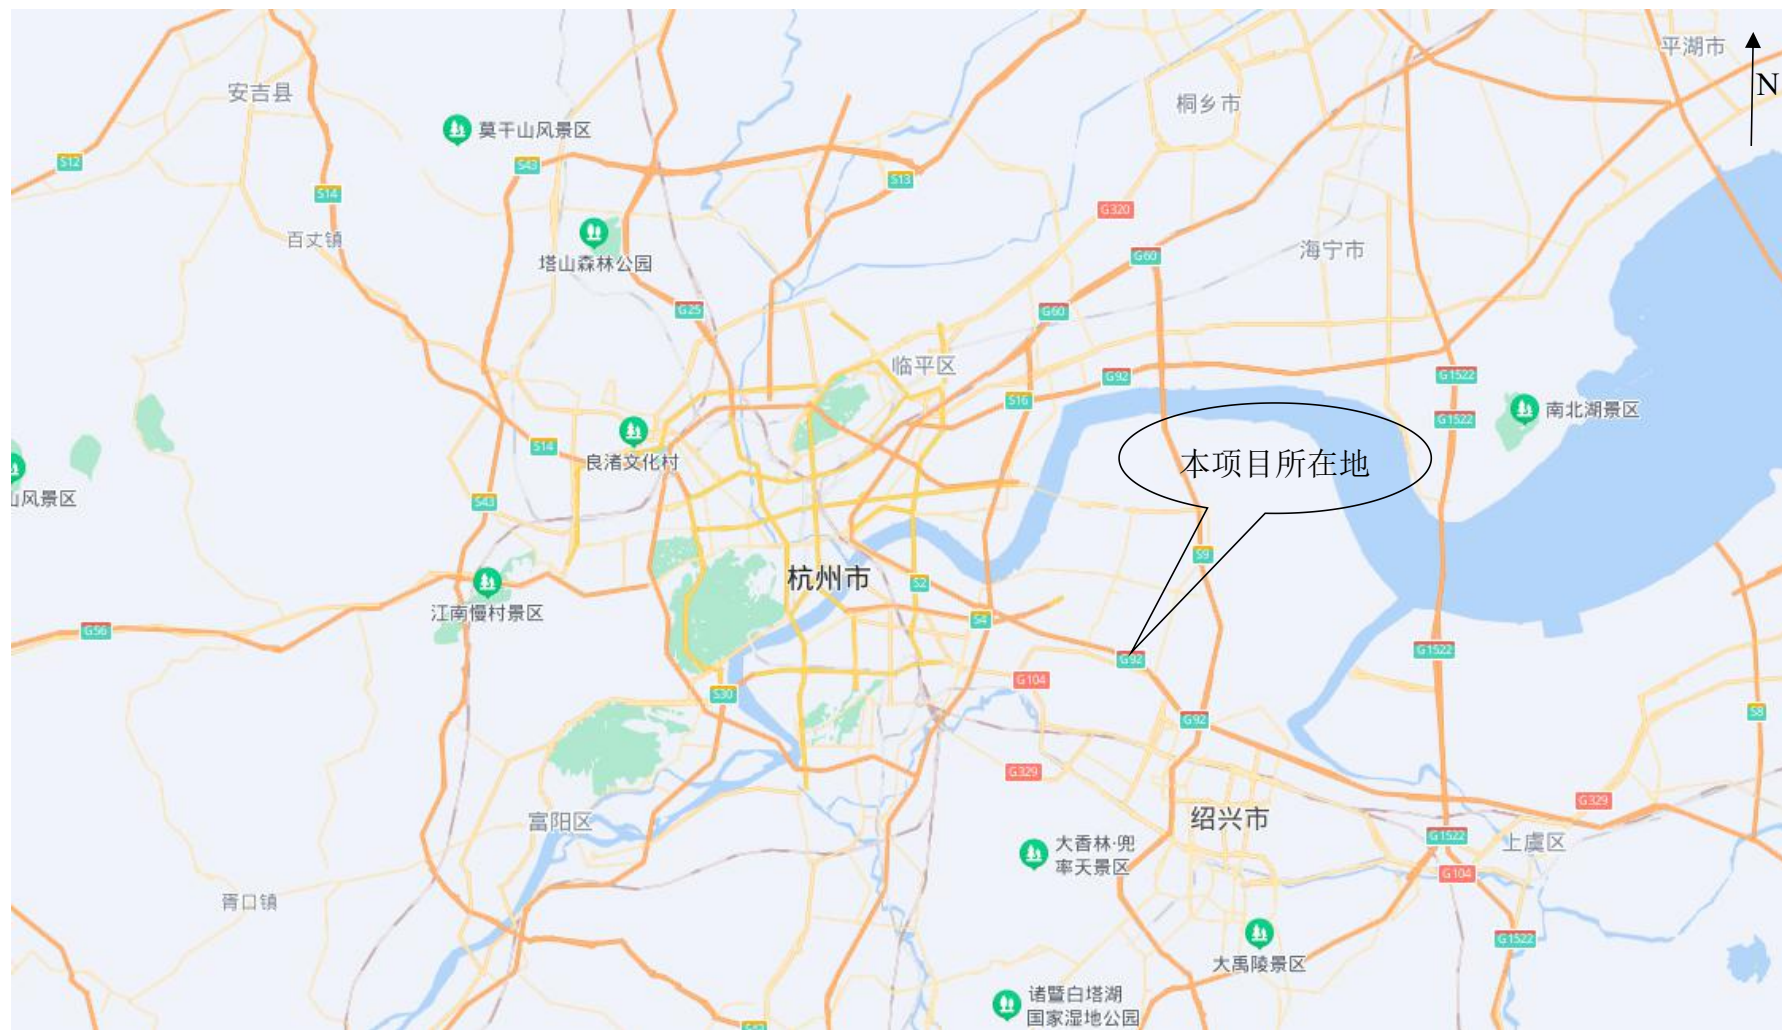 平湖市
N
安吉县
桐乡市
莫干山风景区
S12
S43
S13
S14
G320
百丈镇
海宁市
塔山森林公园
G60
G25
G60
临平区
G92
G1522
S16
南北湖景区
G1522
S14
良渚文化村
本项目所在地
山风景区
S43
S9
杭州市
S2
江南慢村景区
G56
S4
G1522
G92
G104
S30
S8
G92
G329
G329
富阳区
绍兴市
G1522
上虞区
大香林·兜
率天景区
G104
胥口镇
G1522
大禹陵景区
诸暨白塔湖
国家湿地公园